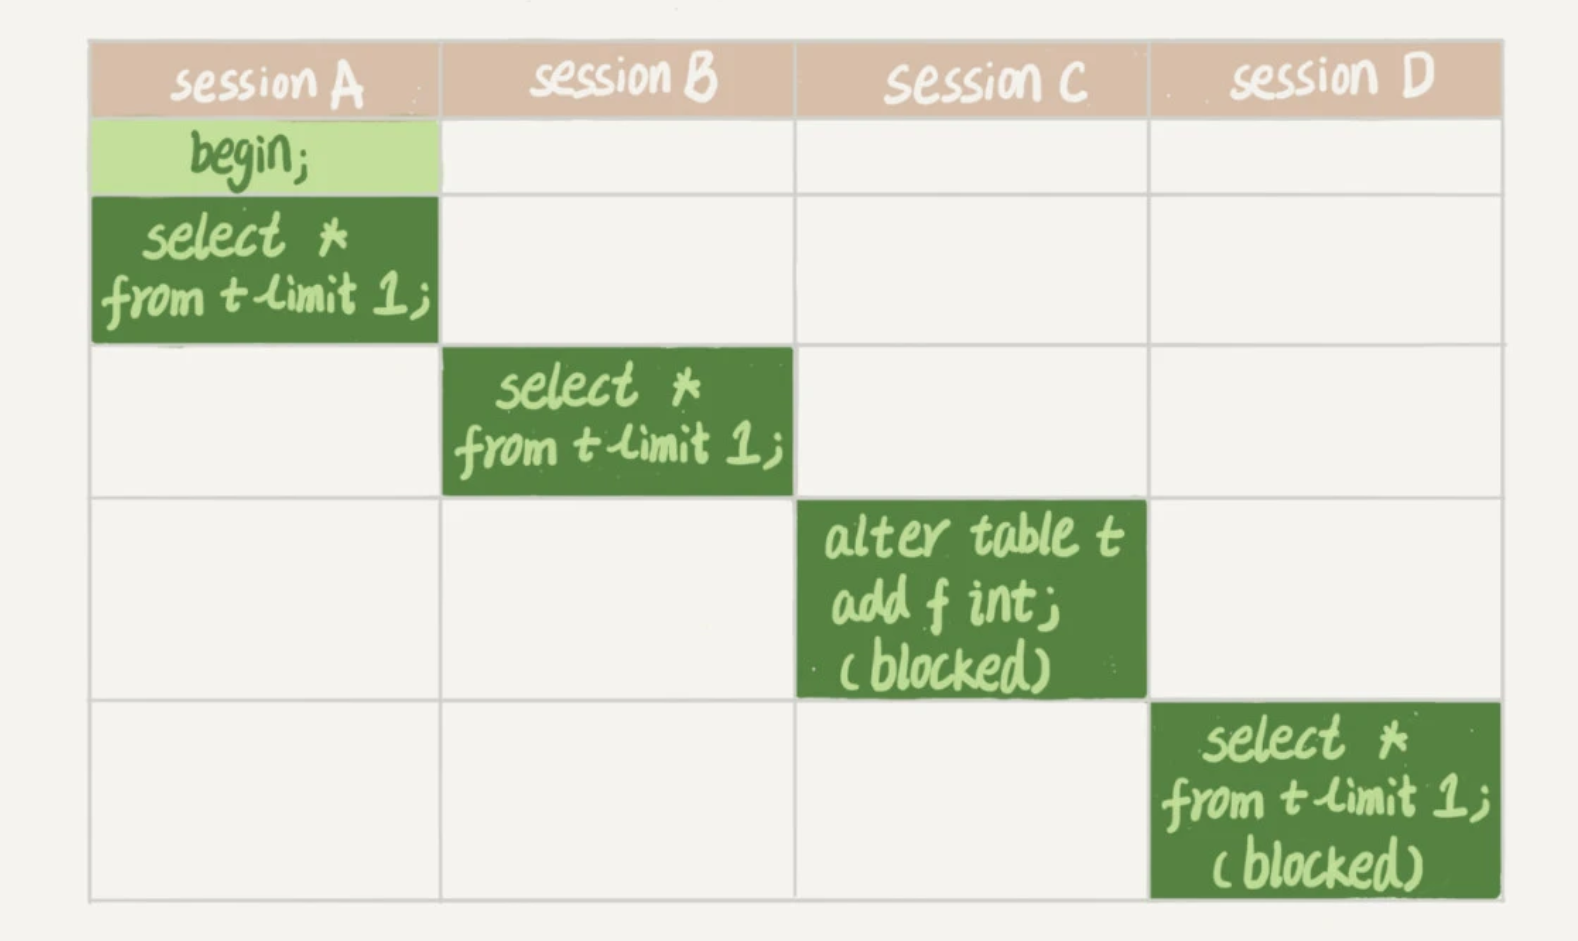 session A
session B
session C
session D
begin;
select *
from t limit 1;
select *
from t limit 1;
alter table t
add f int;
(blocked)
select *
from t limit 1;
(blocked)